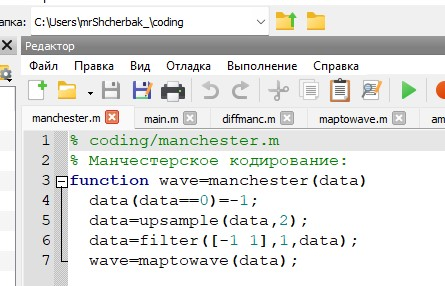 апка: C:\Users\mrShcherbak_\coding
Редактор
Файл Правка Вид Отладка Выполнение Справка
manchester.m main.m diffmanc.m maptowave.m am
1 % coding/manchester.m
2 % Манчестерское кодирование:
3 function wave=manchester(data)
4 data(data==0)=-1;
5 data=upsample(data,2);
6 data=filter([-1 1],1,data);
7 wave=maptowave(data);